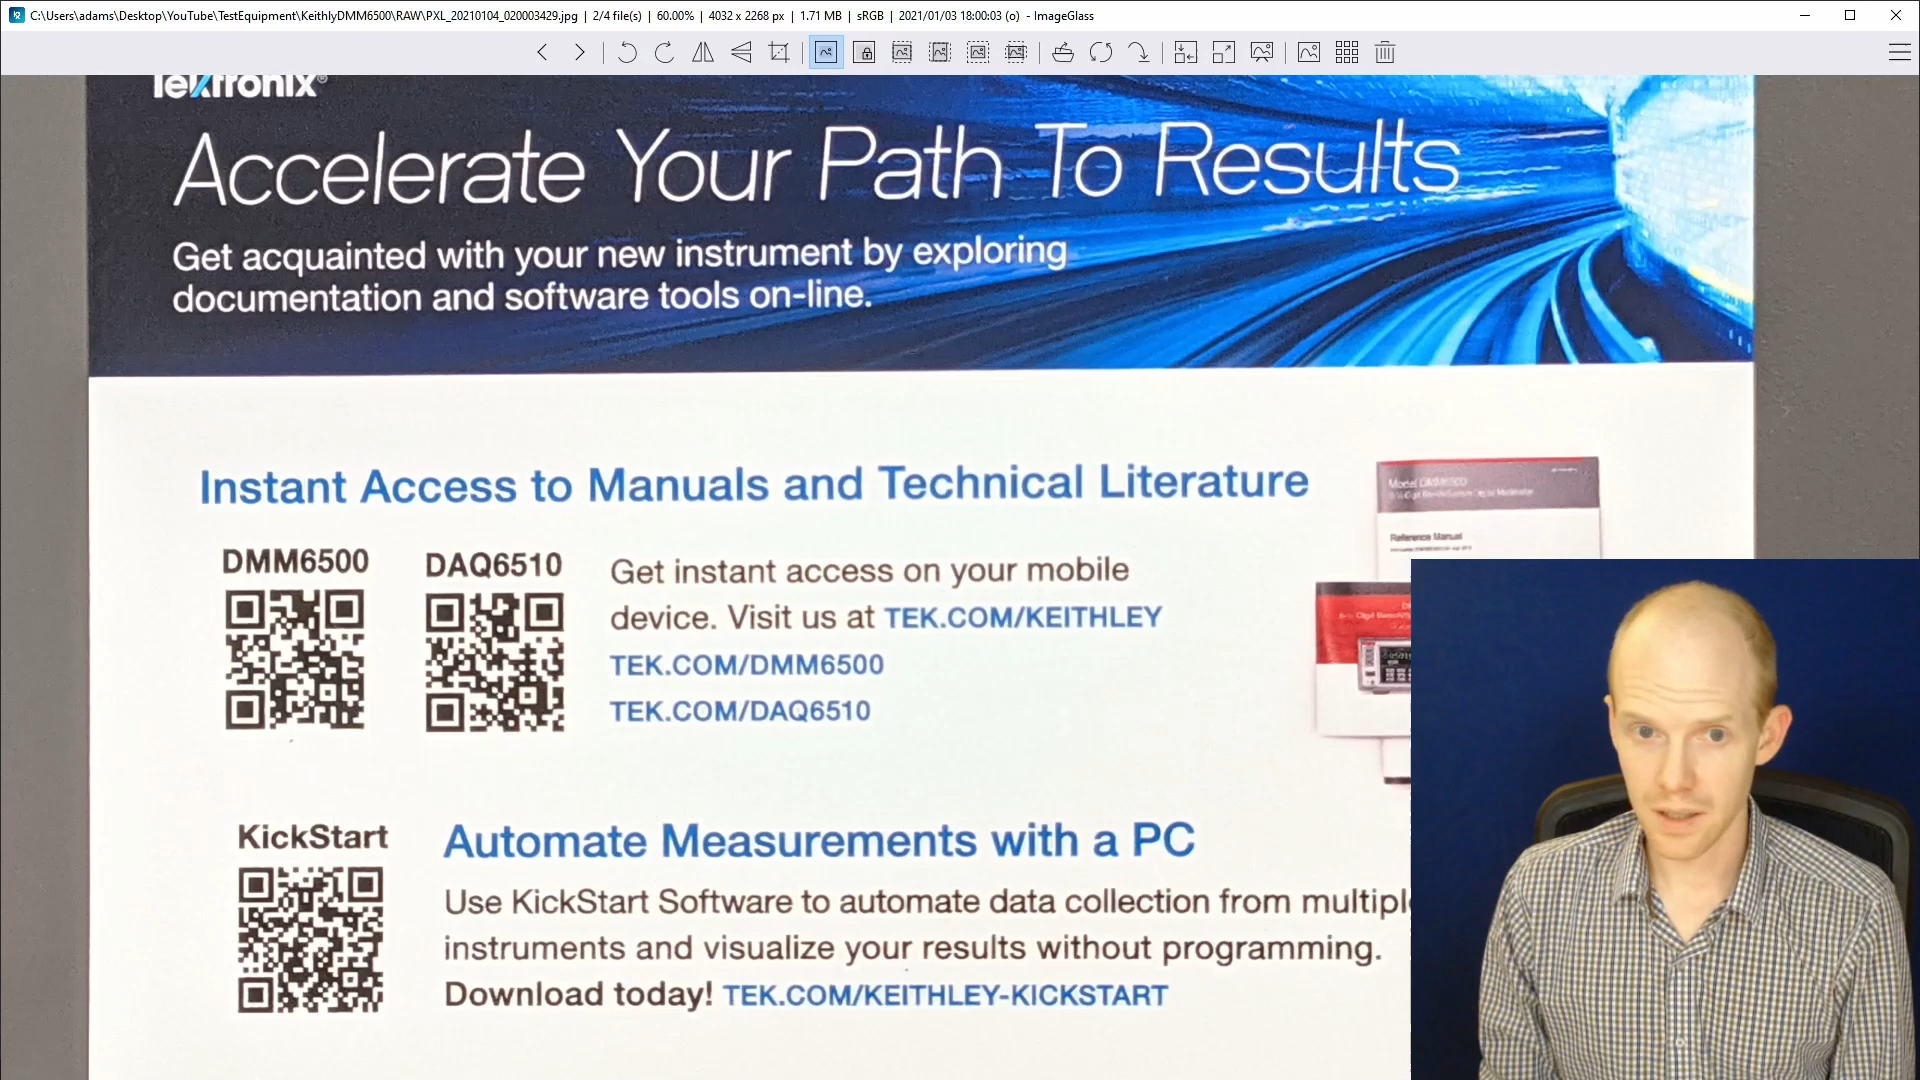 C:\Users\adams\Desktop\YouTube\TestEquipment\KeithlyDMM6500\RAW\PXL_20210104_020003429.jpg | 2/4 file(s) | 60.00% | 4032 x 2268 px | 1.71 MB | sRGB | 2021/01/03 18:00:03 (o) - ImageGlass
Tektronix®
Accelerate Your Path To Results
Get acquainted with your new instrument by exploring
documentation and software tools on-line.
Instant Access to Manuals and Technical Literature
Model DMM6500
Reference Manual
DMM6500
DAQ6510
Get instant access on your mobile
device. Visit us at TEK.COM/KEITHLEY
TEK.COM/DMM6500
TEK.COM/DAQ6510
KickStart
Automate Measurements with a PC
Use KickStart Software to automate data collection from multipl
instruments and visualize your results without programming.
Download today! TEK.COM/KEITHLEY-KICKSTART